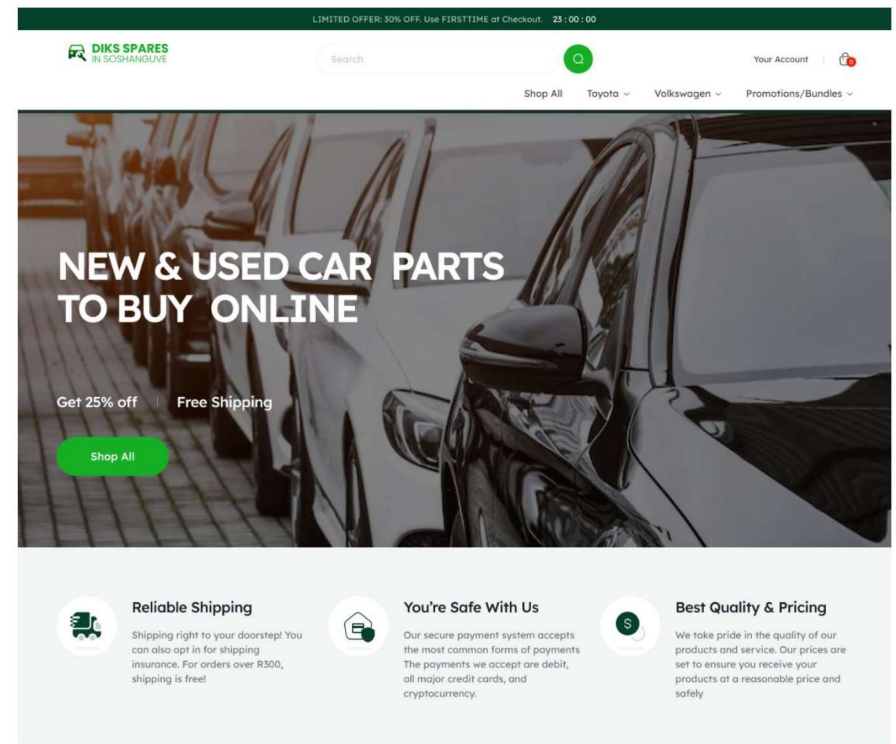 LIMITED OFFER: 30% OFF. Use FIRSTTIME at Checkout. 23 : 00 : 00
DIKS SPARES
IN SOSHANGUVE
Search
Your Account
0
Shop All Toyota Volkswagen Promotions/Bundles
NEW & USED CAR PARTS
TO BUY ONLINE
Get 25% off Free Shipping
Shop All
Reliable Shipping
Shipping right to your doorstep! You
can also opt in for shipping
insurance. For orders over R300,
shipping is free!
You're Safe With Us
Our secure payment system accepts
the most common forms of payments
The payments we accept are debit,
all major credit cards, and
cryptocurrency.
$
Best Quality & Pricing
We take pride in the quality of our
products and service. Our prices are
set to ensure you receive your
products at a reasonable price and
safely